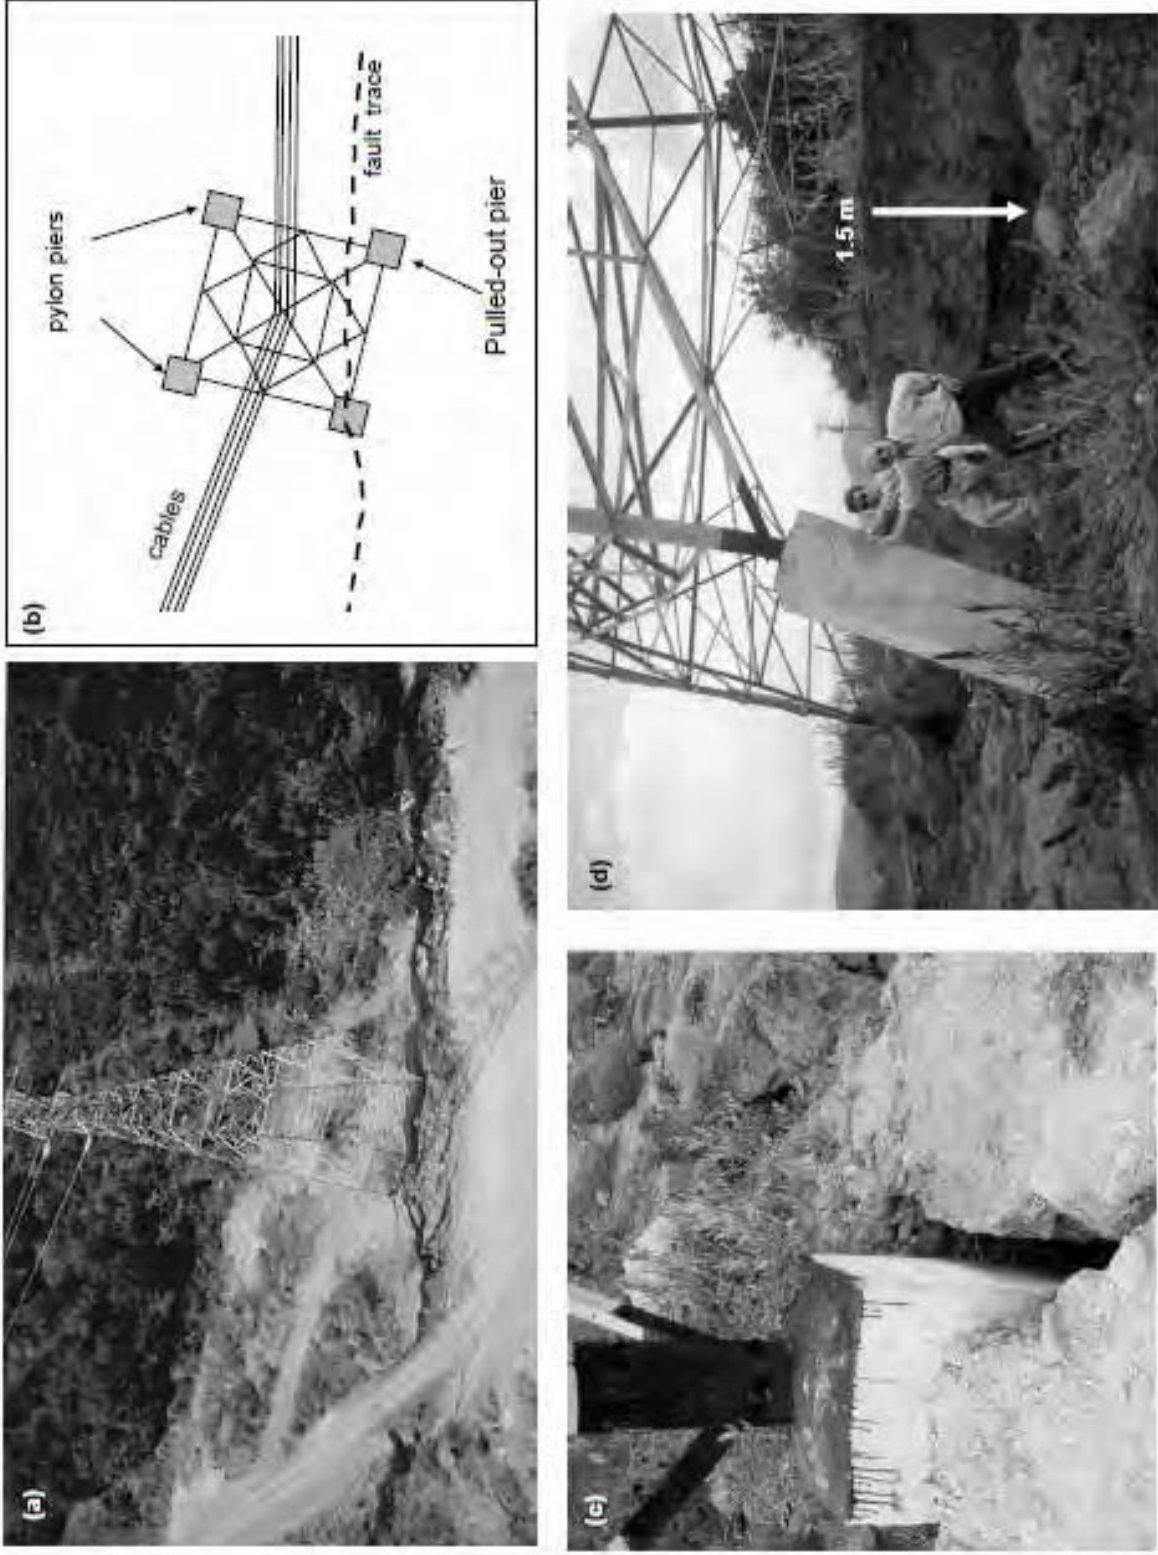 (a)
(b)
pylon piers
cables
fault trace
Pulled-out pier
(c)
(d)
1.5 m